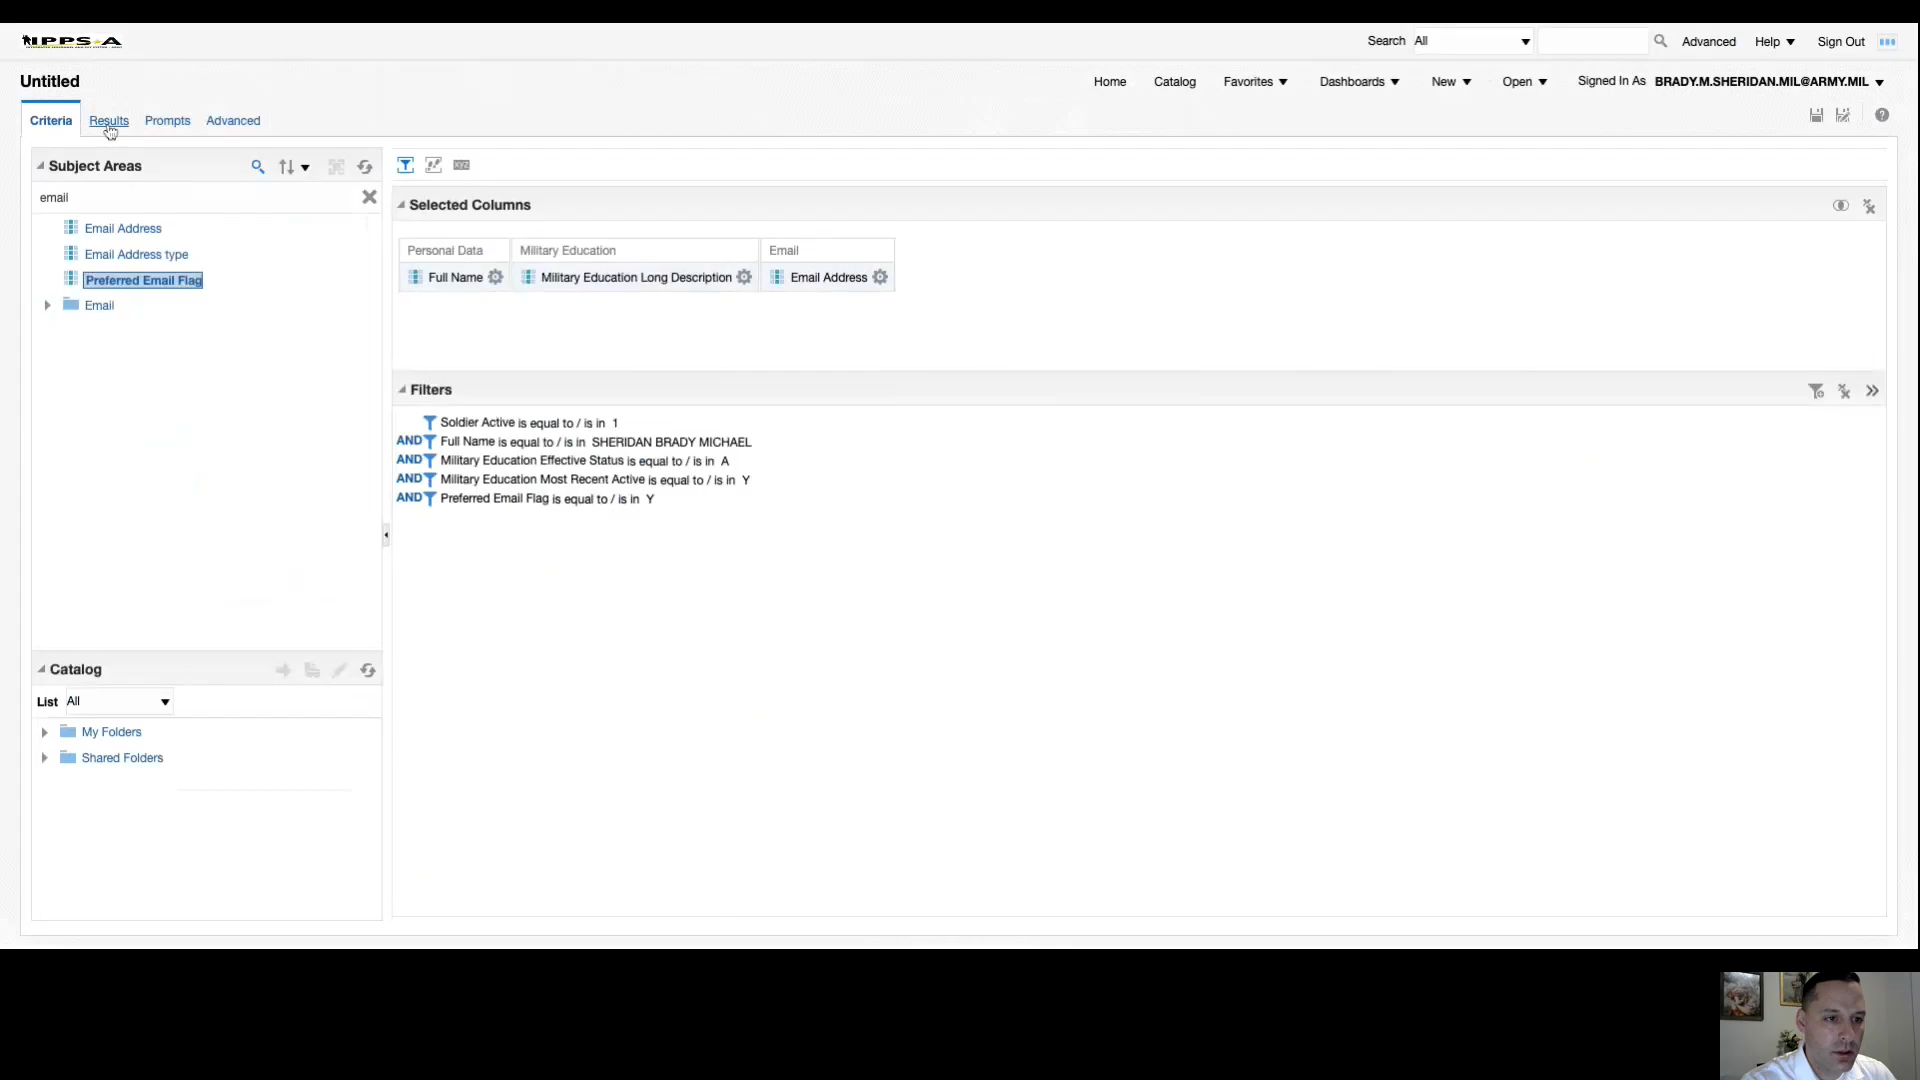 IPPS-A
Search All
Advanced
Help
Sign Out
Untitled
Home
Catalog
Favorites
Dashboards
New
Open
Signed In As BRADY.M.SHERIDAN.MIL@ARMY.MIL
Criteria
Results
Prompts
Advanced
Subject Areas
email
Email Address
Email Address type
Preferred Email Flag
Email
Selected Columns
Personal Data
Military Education
Email
Full Name
Military Education Long Description
Email Address
Filters
Soldier Active is equal to / is in 1
AND Full Name is equal to / is in SHERIDAN BRADY MICHAEL
AND Military Education Effective Status is equal to / is in A
AND Military Education Most Recent Active is equal to / is in Y
AND Preferred Email Flag is equal to / is in Y
Catalog
List All
My Folders
Shared Folders